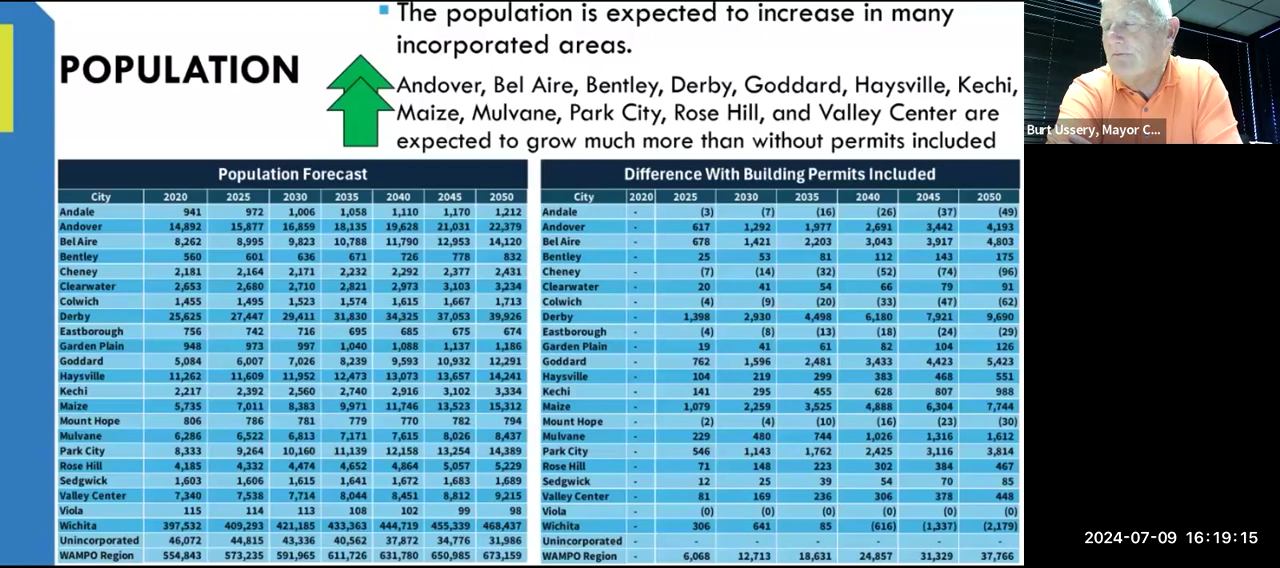 POPULATION
▪ The population is expected to increase in many
incorporated areas.
Andover, Bel Aire, Bentley, Derby, Goddard, Haysville, Kechi,
Maize, Mulvane, Park City, Rose Hill, and Valley Center are
expected to grow much more than without permits included
Population Forecast
City 2020 2025 2030 2035 2040 2045 2050
Andale 941 972 1,006 1,058 1,110 1,170 1,212
Andover 14,892 15,877 16,859 18,135 19,628 21,031 22,379
Bel Aire 8,262 8,995 9,823 10,788 11,790 12,953 14,120
Bentley 560 601 636 671 726 778 832
Cheney 2,181 2,164 2,171 2,232 2,292 2,377 2,431
Clearwater 2,653 2,680 2,710 2,821 2,973 3,103 3,234
Colwich 1,455 1,495 1,523 1,574 1,615 1,667 1,713
Derby 25,625 27,447 29,411 31,830 34,325 37,053 39,926
Eastborough 756 742 716 695 685 675 674
Garden Plain 948 973 997 1,040 1,088 1,137 1,186
Goddard 5,084 6,007 7,026 8,239 9,593 10,932 12,291
Haysville 11,262 11,609 11,952 12,473 13,073 13,657 14,241
Kechi 2,217 2,392 2,560 2,740 2,916 3,102 3,334
Maize 5,735 7,011 8,383 9,971 11,746 13,523 15,312
Mount Hope 806 786 781 779 770 782 794
Mulvane 6,286 6,522 6,813 7,171 7,615 8,026 8,437
Park City 8,333 9,264 10,160 11,139 12,158 13,254 14,389
Rose Hill 4,185 4,332 4,474 4,652 4,864 5,057 5,229
Sedgwick 1,603 1,606 1,615 1,641 1,672 1,683 1,689
Valley Center 7,340 7,538 7,714 8,044 8,451 8,812 9,215
Viola 115 114 113 108 102 99 98
Wichita 397,532 409,293 421,185 433,363 444,719 455,339 468,437
Unincorporated 46,072 44,815 43,336 40,562 37,872 34,776 31,986
WAMPO Region 554,843 573,235 591,965 611,726 631,780 650,985 673,159
Difference With Building Permits Included
City 2020 2025 2030 2035 2040 2045 2050
Andale - (3) (7) (16) (26) (37) (49)
Andover - 617 1,292 1,977 2,691 3,442 4,193
Bel Aire - 678 1,421 2,203 3,043 3,917 4,803
Bentley - 25 53 81 112 143 175
Cheney - (7) (14) (32) (52) (74) (96)
Clearwater - 20 41 54 66 79 91
Colwich - (4) (9) (20) (33) (47) (62)
Derby - 1,398 2,930 4,498 6,180 7,921 9,690
Eastborough - (4) (8) (13) (18) (24) (29)
Garden Plain - 19 41 61 82 104 126
Goddard - 762 1,596 2,481 3,433 4,423 5,423
Haysville - 104 219 299 383 468 551
Kechi - 141 295 455 628 807 988
Maize - 1,079 2,259 3,525 4,888 6,304 7,744
Mount Hope - (2) (4) (10) (16) (23) (30)
Mulvane - 229 480 744 1,026 1,316 1,612
Park City - 546 1,143 1,762 2,425 3,116 3,814
Rose Hill - 71 148 223 302 384 467
Sedgwick - 12 25 39 54 70 85
Valley Center - 81 169 236 306 378 448
Viola - (0) (0) (0) (0) (0) (0)
Wichita - 306 641 85 (616) (1,337) (2,179)
Unincorporated - - - - - - -
WAMPO Region - 6,068 12,713 18,631 24,857 31,329 37,766
Burt Ussery, Mayor C...
2024-07-09 16:19:15